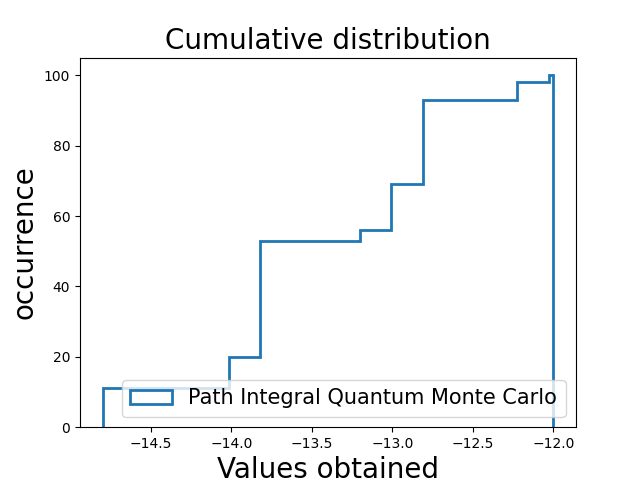 Cumulative distribution
occurrence
100
80
60
40
20
0
−14.5 −14.0 −13.5 −13.0 −12.5 −12.0
Path Integral Quantum Monte Carlo
Values obtained